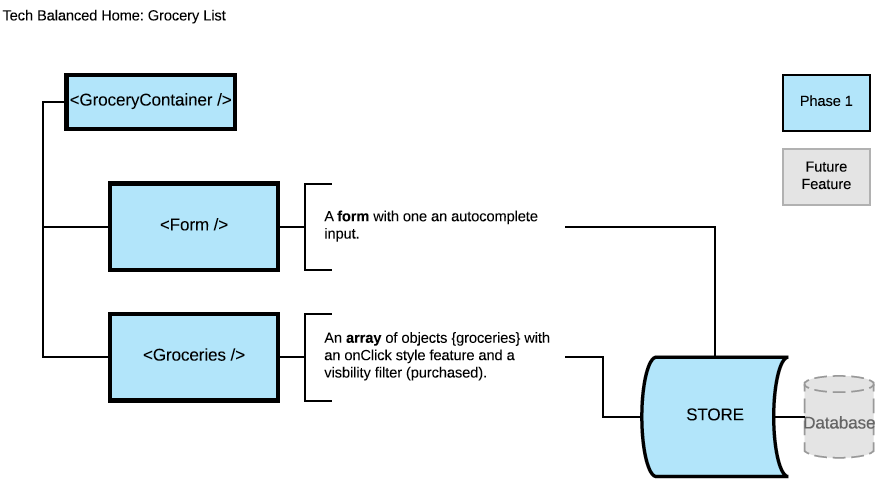 Tech Balanced Home: Grocery List
<GroceryContainer />
Phase 1
Future
Feature
<Form />
A form with one an autocomplete
input.
<Groceries />
An array of objects {groceries} with
an onClick style feature and a
visbility filter (purchased).
STORE
Database